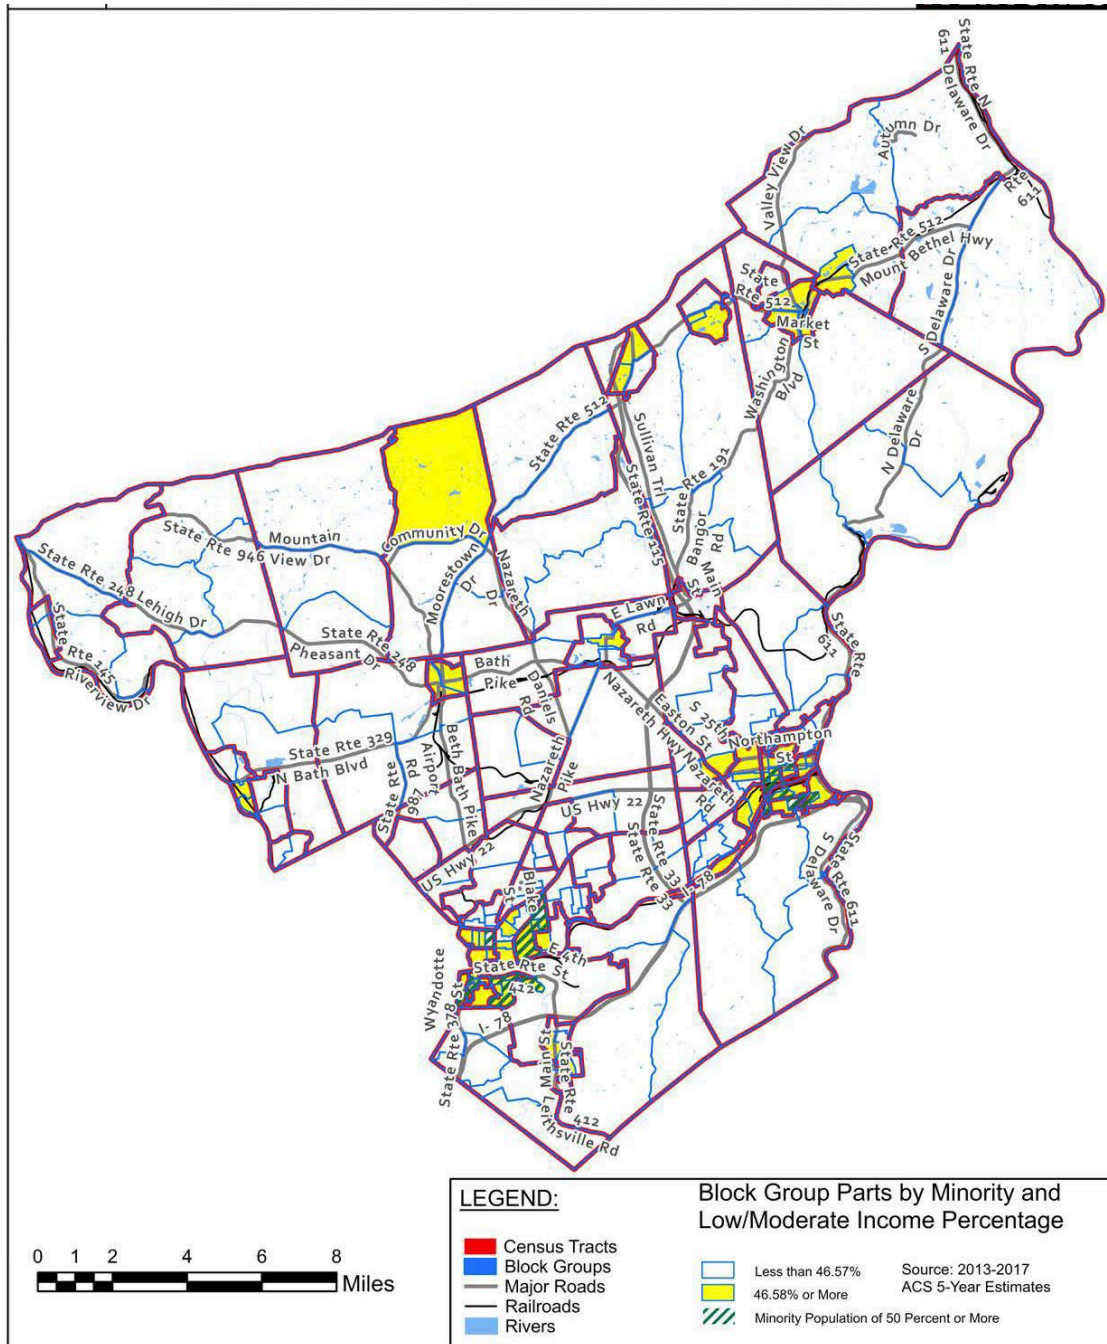 State Rte N
611 Delaware Dr
Autumn Dr
Valley View Dr
Rte
611
State Rte 512
Mount Bethel Hwy
State
Rte 512
Market
St
S Delaware Dr
Washington
Blvd
N Delaware
Dr
State Rte 512
Sullivan Trl
State Rte 191
State Rte 115
Bangor
Rd
Main
St
Community Dr
Mountain
View Dr
State Rte 946
State Rte 248
Lehigh Dr
Moorestown
Dr
Nazareth
Dr
E Lawn
Rd
State Rte
611
State
Rte 145
Riverview Dr
State Rte 248
Pheasant Dr
Bath
Pike
Daniels
Rd
Nazareth Hwy
Easton St
S 25th
Northampton
St
Nazareth
Rd
State Rte 329
N Bath Blvd
State Rte
987
Airport
Rd
Beth Bath Pike
Nazareth
Pike
US Hwy 22
State Rte 33
State Rte 33
I- 78
US Hwy 22
State Rte 611
S Delaware Dr
Blake
St
E 4th
St
State Rte
412
Wyandotte
St
State Rte 378
I- 78
Main St
State Rte
412
Leithsville Rd
0 1 2 4 6 8
Miles
LEGEND:
Census Tracts
Block Groups
Major Roads
Railroads
Rivers
Block Group Parts by Minority and
Low/Moderate Income Percentage
Less than 46.57%
46.58% or More
Minority Population of 50 Percent or More
Source: 2013-2017
ACS 5-Year Estimates